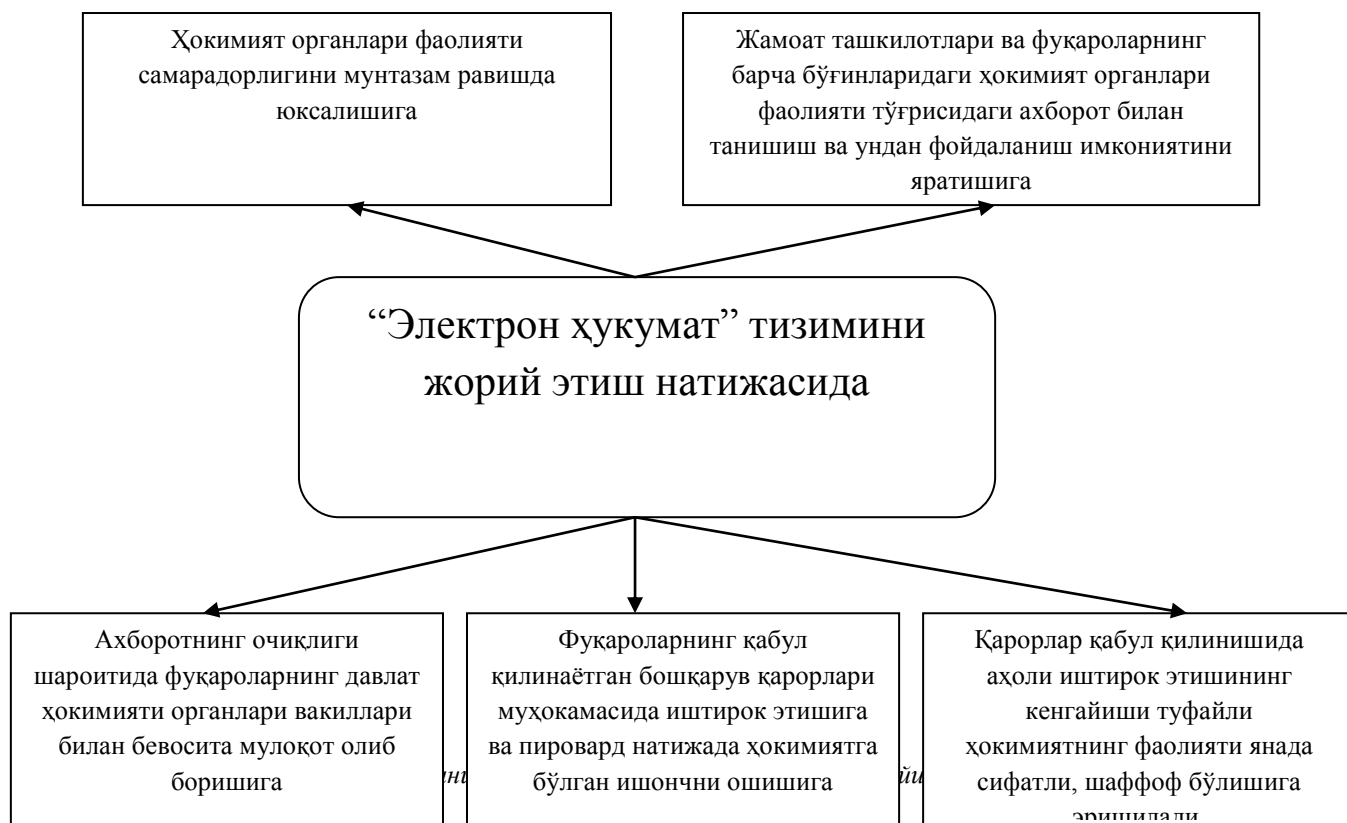 Ҳокимият органлари фаолияти
самарадорлигини мунтазам равишда
юксалишига
Жамоат ташкилотлари ва фуқароларнинг
барча бўғинларидаги ҳокимият органлари
фаолияти тўғрисидаги ахборот билан
танишиш ва ундан фойдаланиш имкониятини
яратишига
“Электрон ҳукумат” тизимини
жорий этиш натижасида
Ахборотнинг очиқлиги
шароитида фуқароларнинг давлат
ҳокимияти органлари вакиллари
билан бевосита мулоқот олиб
боришига
Фуқароларнинг қабул
қилинаётган бошқарув қарорлари
муҳокамасида иштирок этишига
ва пировард натижада ҳокимиятга
бўлган ишончни ошишига
Қарорлар қабул қилинишида
аҳоли иштирок этишининг
кенгайиши туфайли
ҳокимиятнинг фаолияти янада
сифатли, шаффоф бўлишига
эришилади